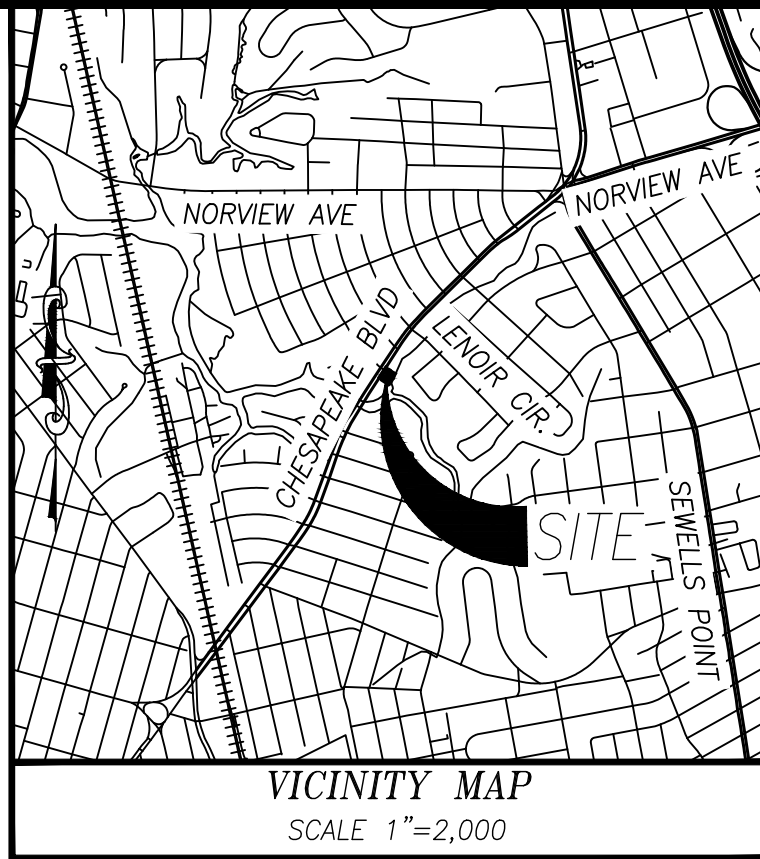 NORVIEW AVE
NORVIEW AVE
CHESAPEAKE BLVD
LENOIR CIR.
SITE
SEWELLS POINT
VICINITY MAP
SCALE 1"=2,000